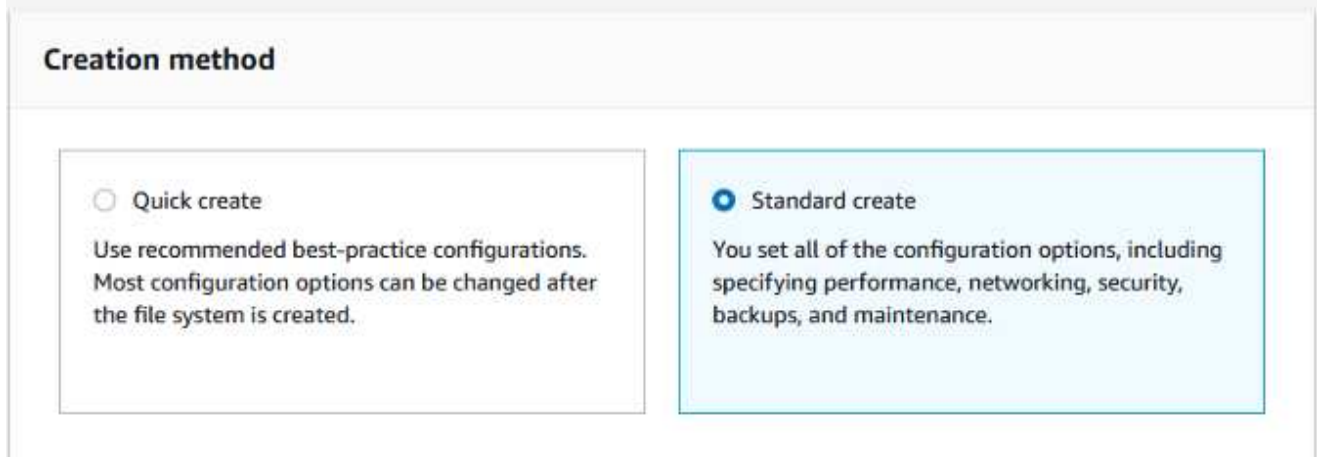 Creation method
Quick create
Use recommended best-practice configurations.
Most configuration options can be changed after
the file system is created.
Standard create
You set all of the configuration options, including
specifying performance, networking, security,
backups, and maintenance.